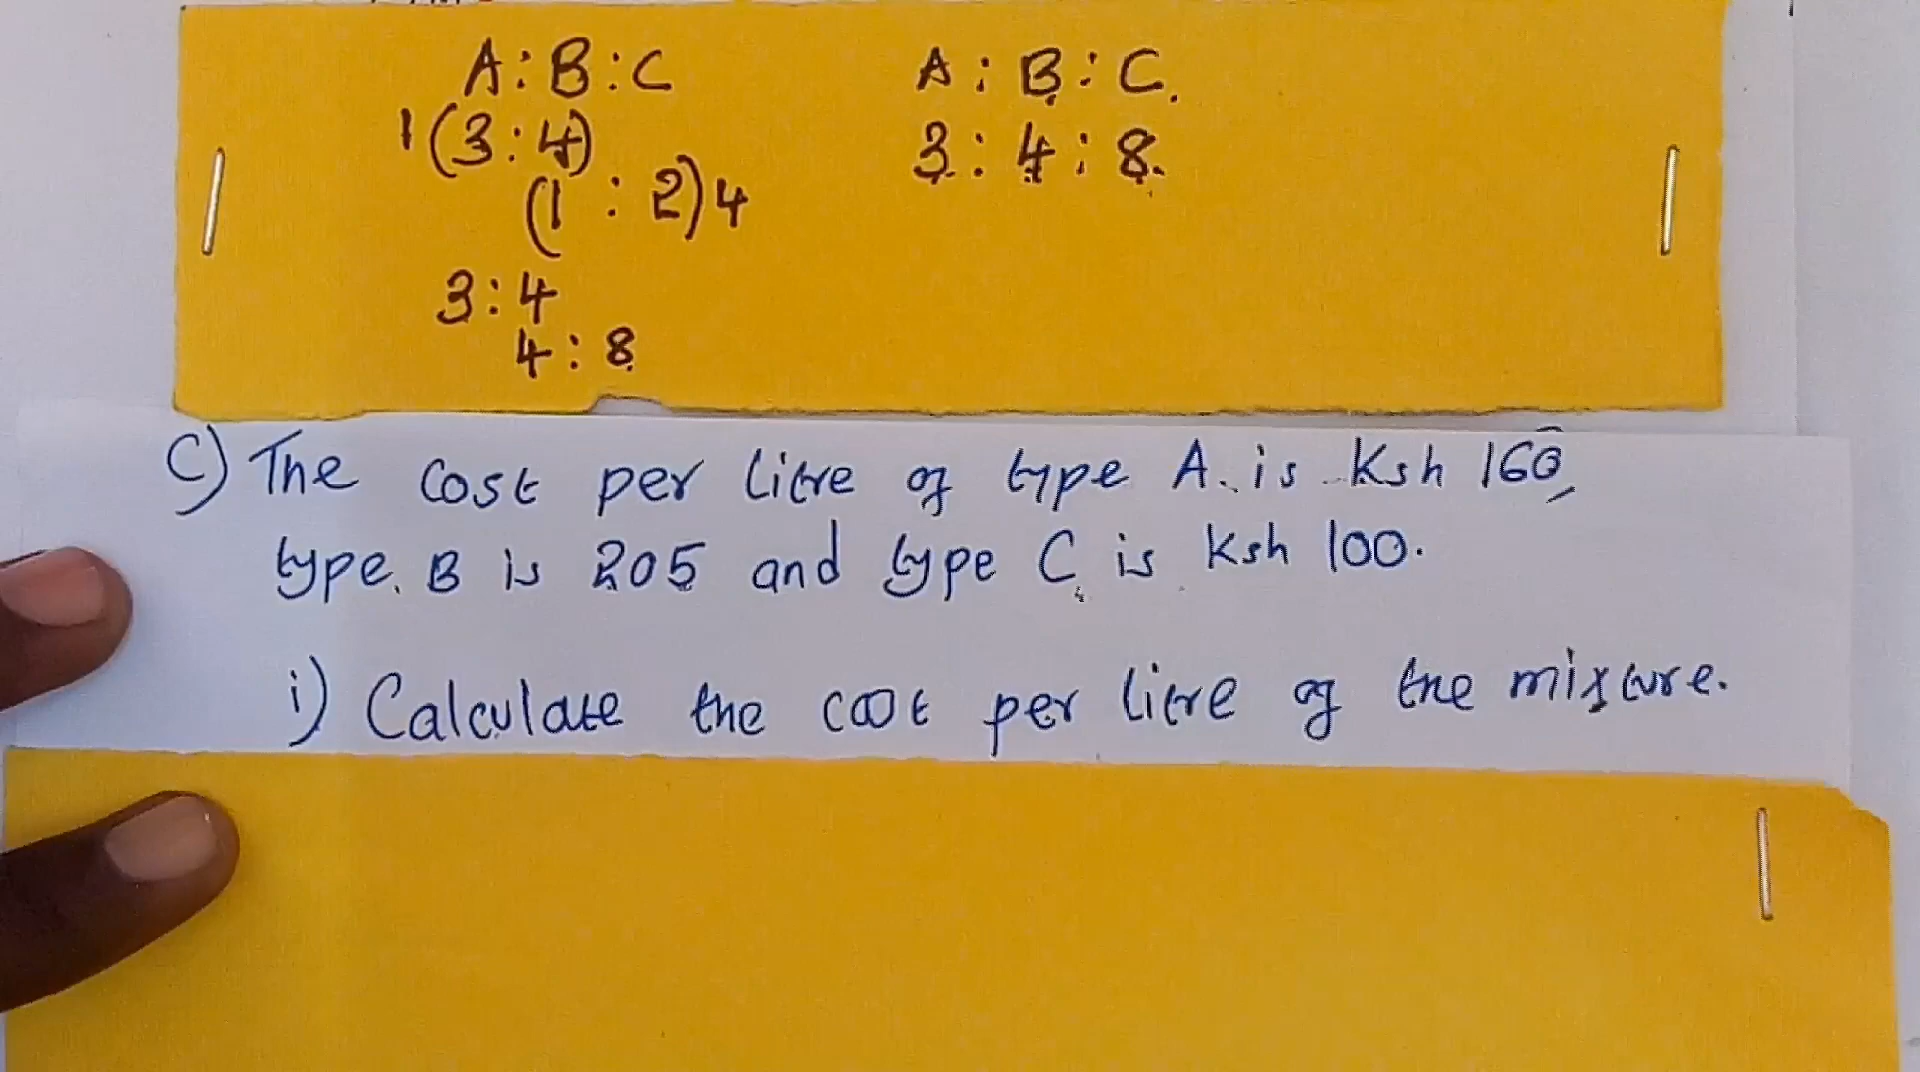 A : B : C
1(3 : 4)
(1 : 2)4
3 : 4
4 : 8
A : B : C
3 : 4 : 8
C) The cost per litre of type A is Ksh 160,
type B is 205 and type C is Ksh 100.
i) Calculate the cost per litre of the mixture.